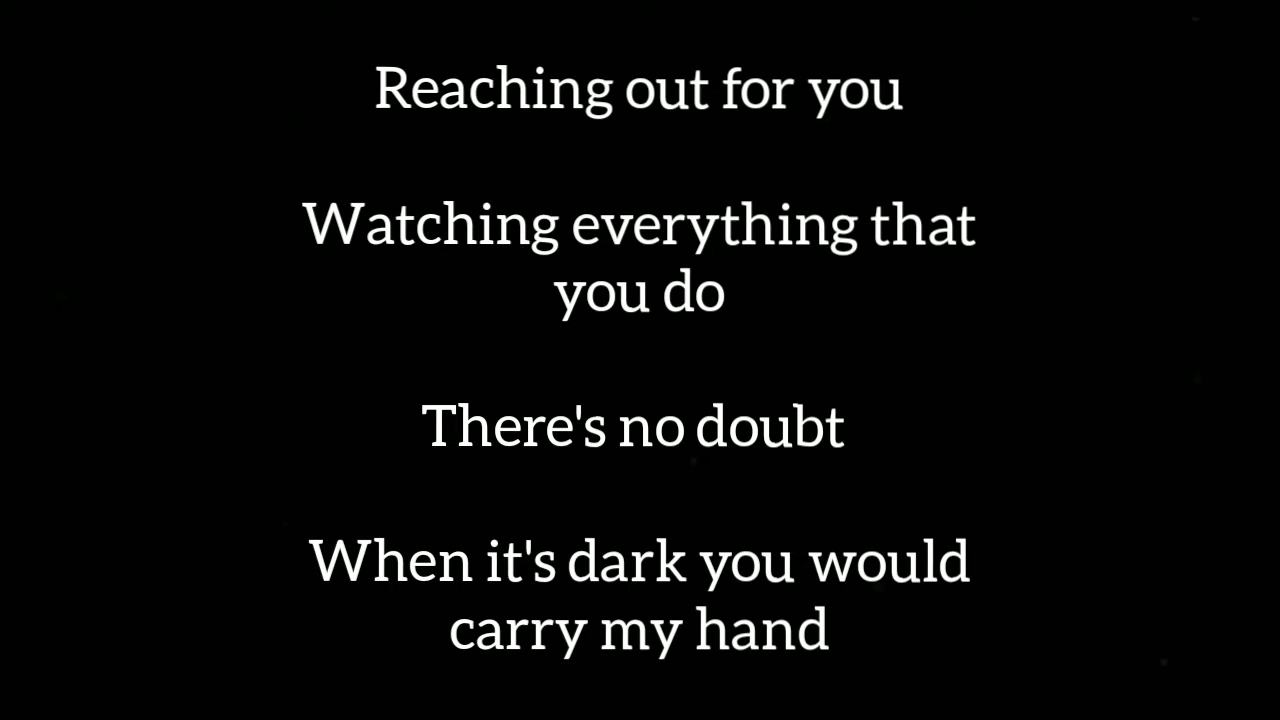 Reaching out for you
Watching everything that
you do
There's no doubt
When it's dark you would
carry my hand